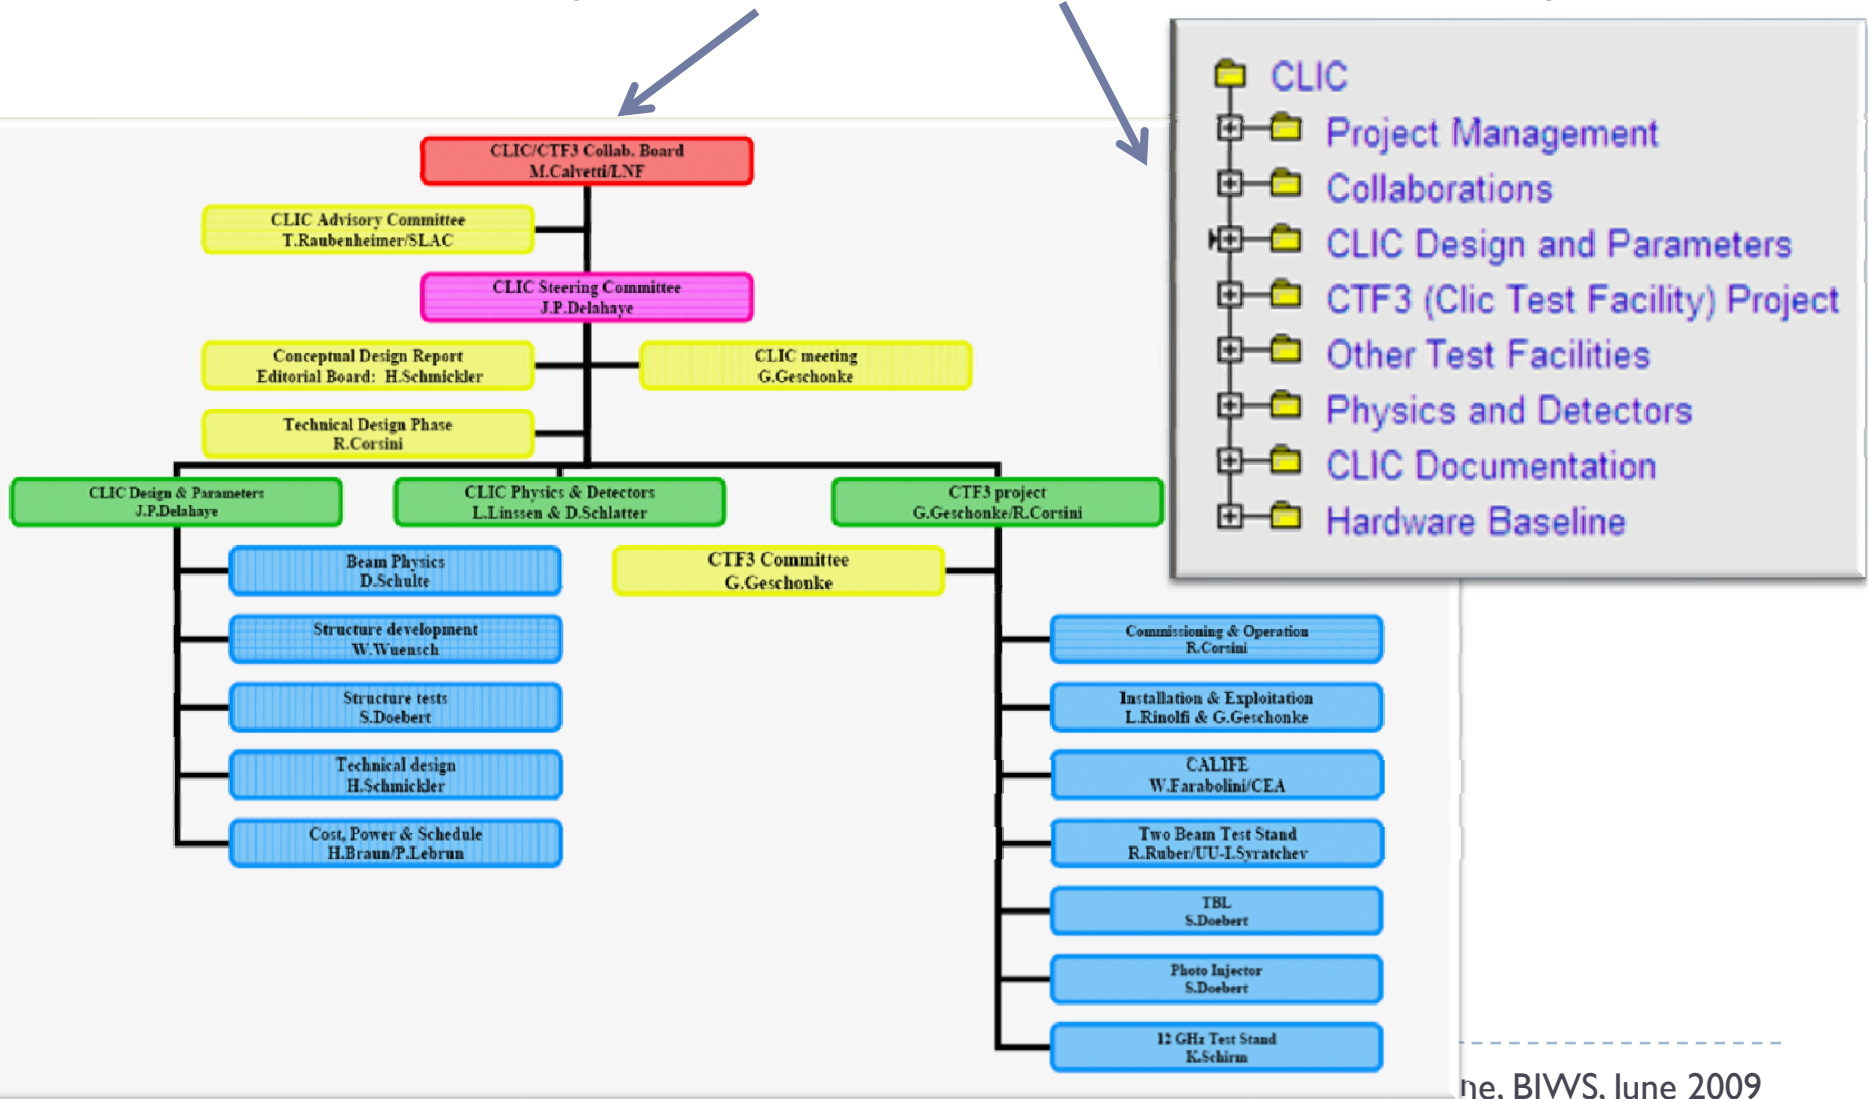 CLIC/CTF3 Collab. Board
M.Calvetti/LNF
CLIC Advisory Committee
T.Raubenheimer/SLAC
CLIC Steering Committee
J.P.Delahaye
Conceptual Design Report
Editorial Board: H.Schmickler
CLIC meeting
G.Geschonke
Technical Design Phase
R.Corsini
CLIC Design & Parameters
J.P.Delahaye
CLIC Physics & Detectors
L.Linssen & D.Schlatter
CTF3 project
G.Geschonke/R.Corsini
Beam Physics
D.Schulte
Structure development
W.Wuensch
Structure tests
S.Doebert
Technical design
H.Schmickler
Cost, Power & Schedule
H.Braun/P.Lebrun
CTF3 Committee
G.Geschonke
Commissioning & Operation
R.Corsini
Installation & Exploitation
L.Rinolfi & G.Geschonke
CALIFE
W.Farabolini/CEA
Two Beam Test Stand
R.Ruber/UU-I.Syratchev
TBL
S.Doebert
Photo Injector
S.Doebert
12 GHz Test Stand
K.Schirm
CLIC
Project Management
Collaborations
CLIC Design and Parameters
CTF3 (Clic Test Facility) Project
Other Test Facilities
Physics and Detectors
CLIC Documentation
Hardware Baseline
ne, BIWS, June 2009